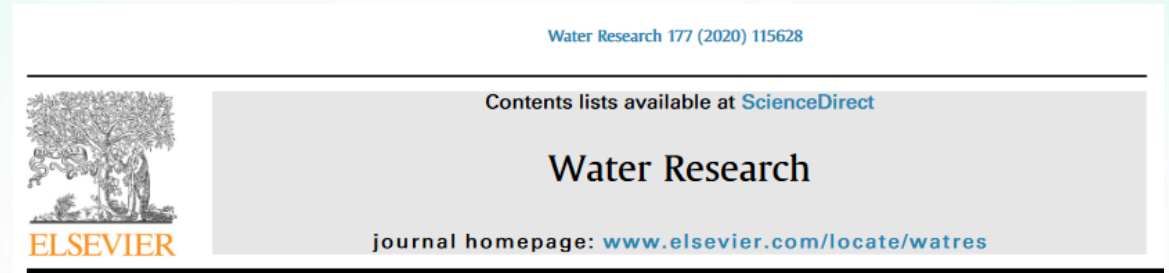 Water Research 177 (2020) 115628
Contents lists available at ScienceDirect
Water Research
ELSEVIER
journal homepage: www.elsevier.com/locate/watres